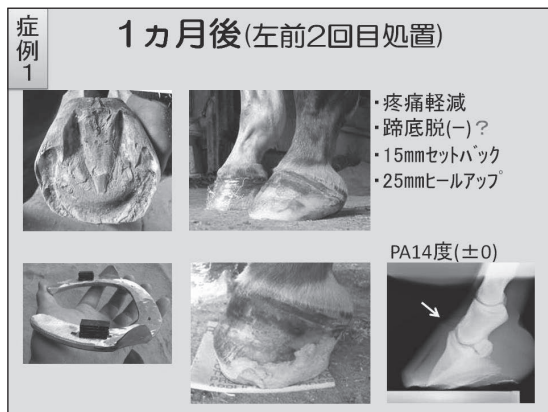 症例1
1ヵ月後(左前2回目処置)
・疼痛軽減
・蹄底脱(−)?
・15mmセットバック
・25mmヒールアップ
PA14度(±0)